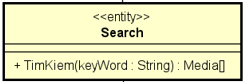 <<entity>>
Search
+ TimKiem(keyWord : String) : Media[]